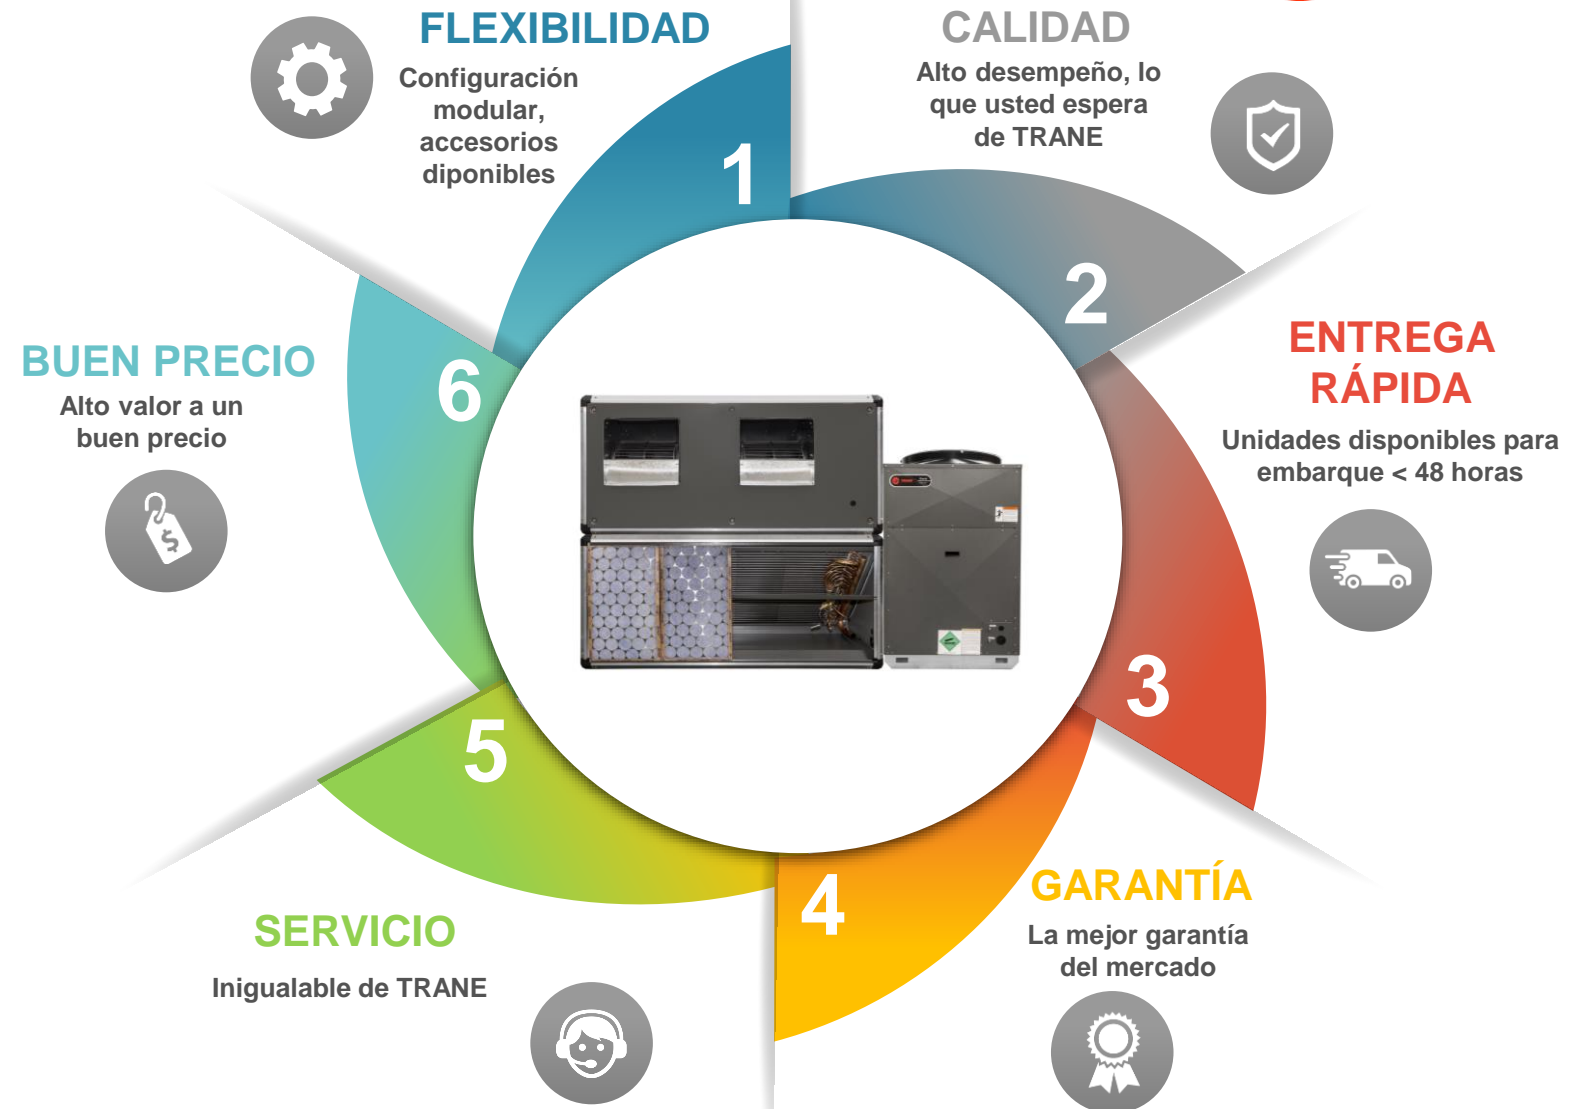 FLEXIBILIDAD
Configuración
modular,
accesorios
diponibles
1
CALIDAD
Alto desempeño, lo
que usted espera
de TRANE
2
ENTREGA
RÁPIDA
Unidades disponibles para
embarque < 48 horas
3
GARANTÍA
La mejor garantía
del mercado
4
SERVICIO
Inigualable de TRANE
5
BUEN PRECIO
Alto valor a un
buen precio
6
$